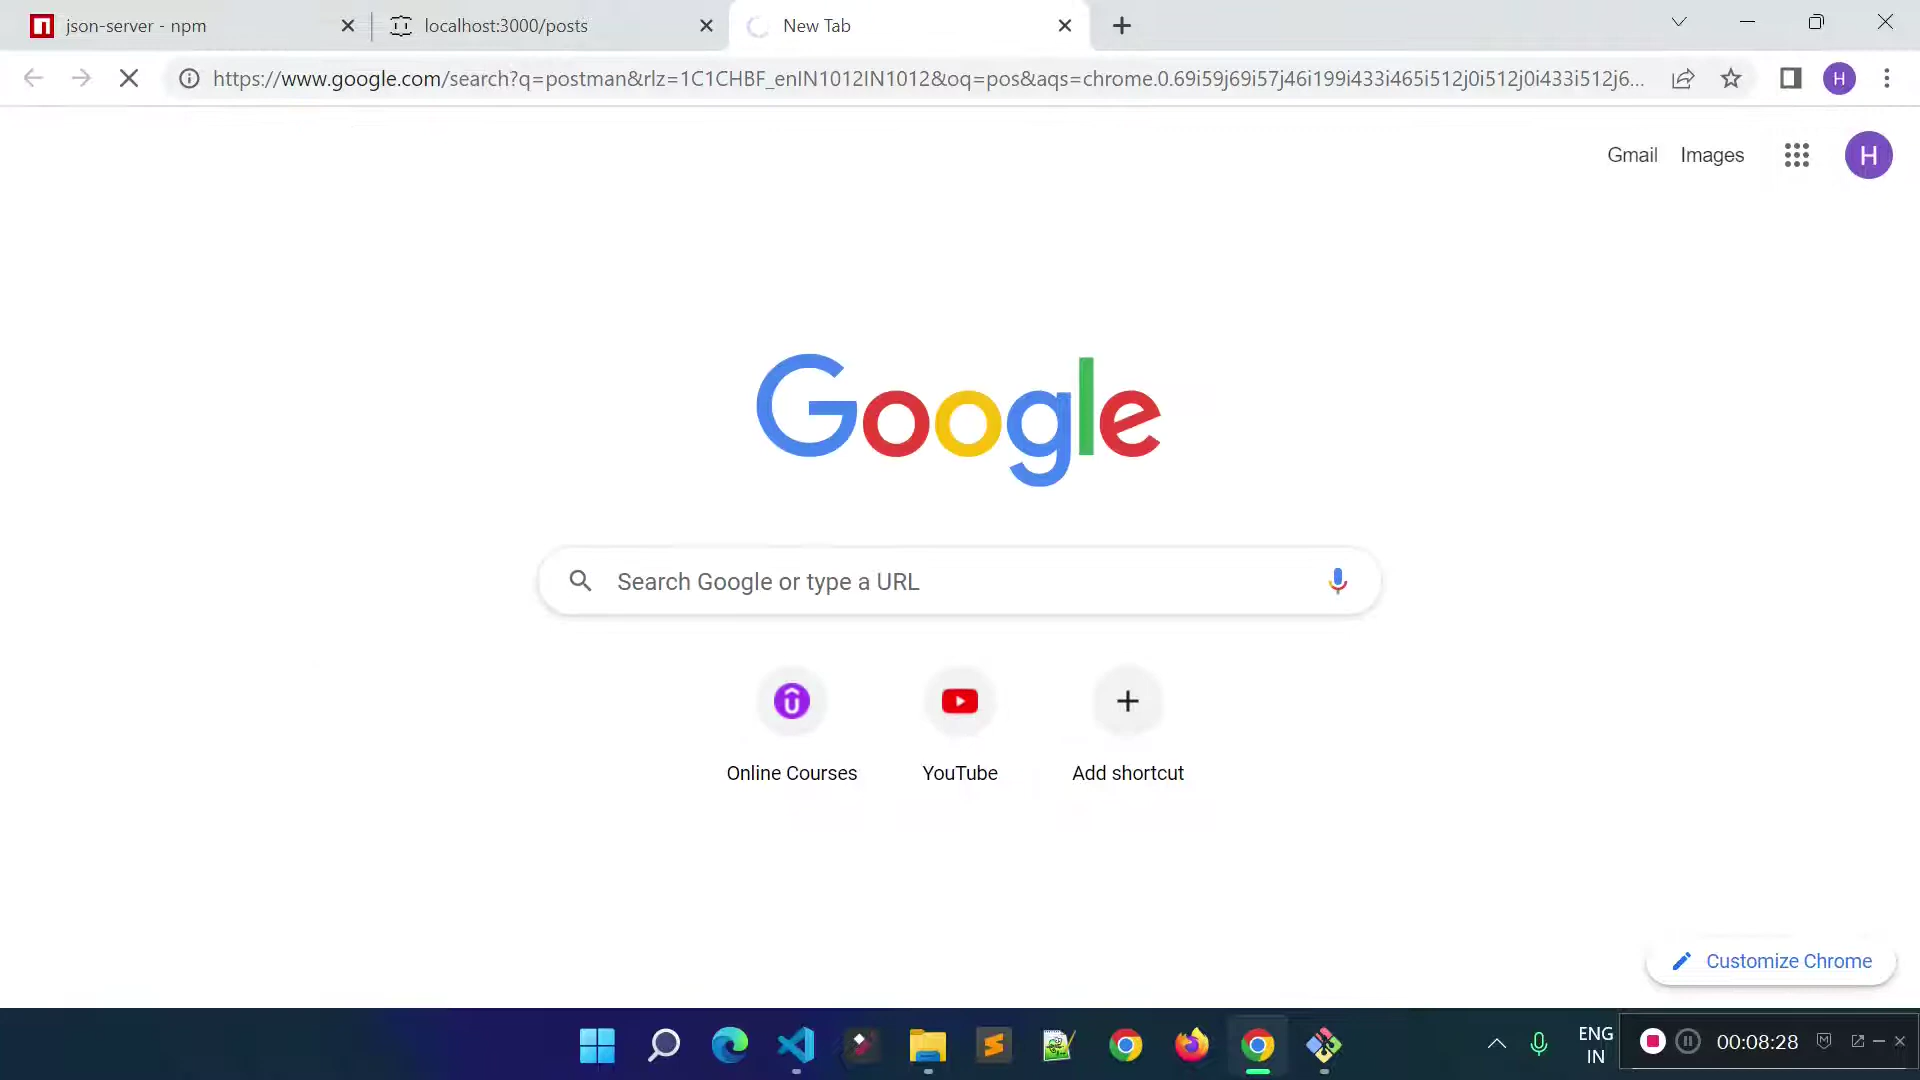 json-server - npm
localhost:3000/posts
New Tab
https://www.google.com/search?q=postman&rlz=1C1CHBF_enIN1012IN1012&oq=pos&aqs=chrome.0.69i59j69i57j46i199i433i465i512j0i512j0i433i512j6...
H
Gmail
Images
H
Google
Search Google or type a URL
Online Courses
YouTube
Add shortcut
Customize Chrome
ENG
IN
00:08:28